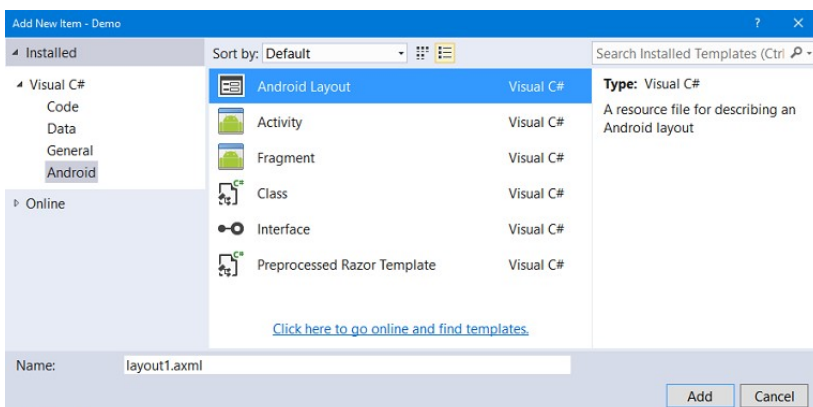 Add New Item - Demo ? ×
Installed
Sort by: Default
Search Installed Templates (Ctrl
Visual C#
Code
Data
General
Android
Online
Android Layout Visual C#
Activity Visual C#
Fragment Visual C#
C# Class Visual C#
Interface Visual C#
C# Preprocessed Razor Template Visual C#
Click here to go online and find templates.
Type: Visual C#
A resource file for describing an
Android layout
Name: layout1.axml
Add Cancel